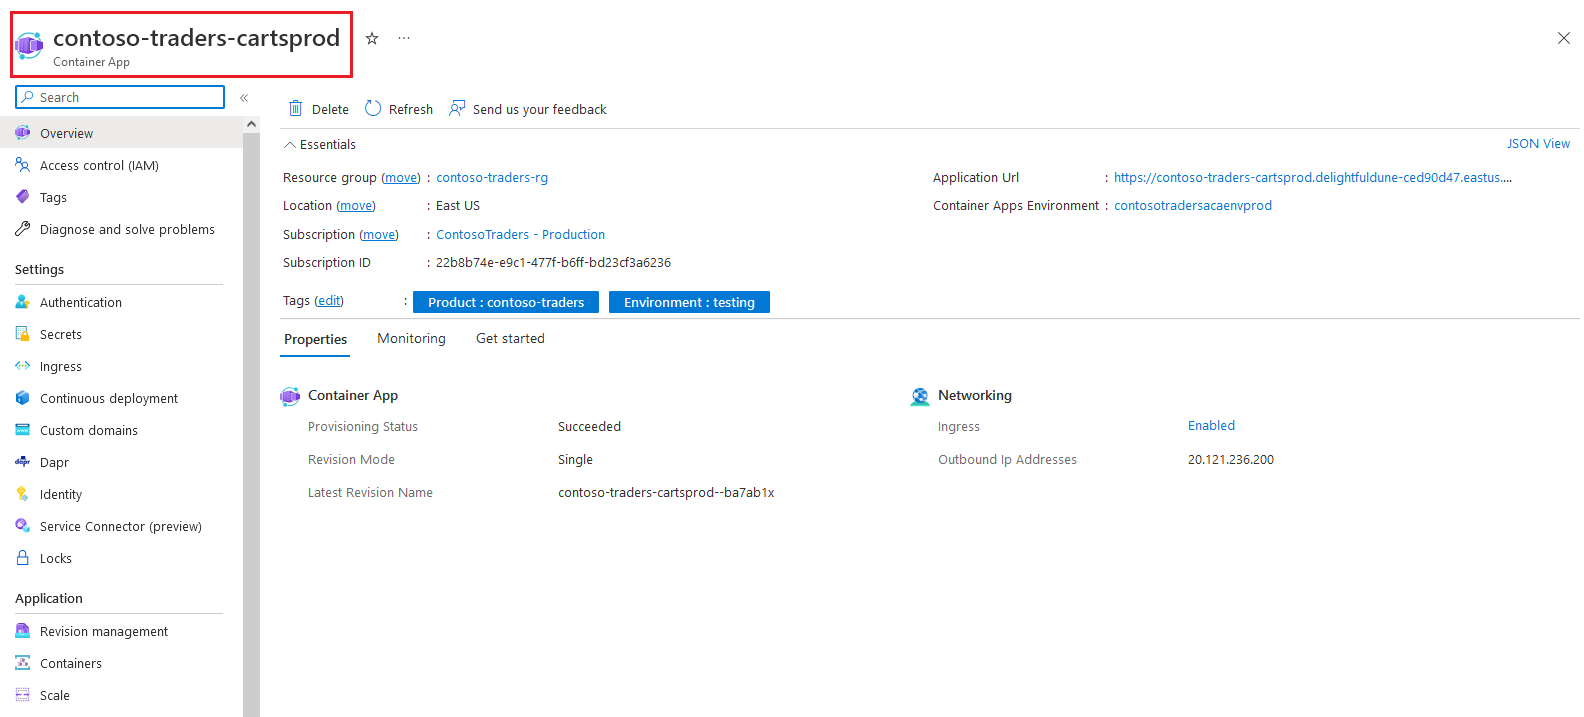 contoso-traders-cartsprod
Container App
Search
Overview
Access control (IAM)
Tags
Diagnose and solve problems
Settings
Authentication
Secrets
Ingress
Continuous deployment
Custom domains
Dapr
Identity
Service Connector (preview)
Locks
Application
Revision management
Containers
Scale
Delete Refresh Send us your feedback
Essentials
JSON View
Resource group (move) : contoso-traders-rg
Location (move) : East US
Subscription (move) : ContosoTraders - Production
Subscription ID : 22b8b74e-e9c1-477f-b6ff-bd23cf3a6236
Application Url : https://contoso-traders-cartsprod.delightfuldune-ced90d47.eastus....
Container Apps Environment : contosotradersacaenvprod
Tags (edit) : Product : contoso-traders Environment : testing
Properties Monitoring Get started
Container App
Provisioning Status Succeeded
Revision Mode Single
Latest Revision Name contoso-traders-cartsprod--ba7ab1x
Networking
Ingress Enabled
Outbound Ip Addresses 20.121.236.200